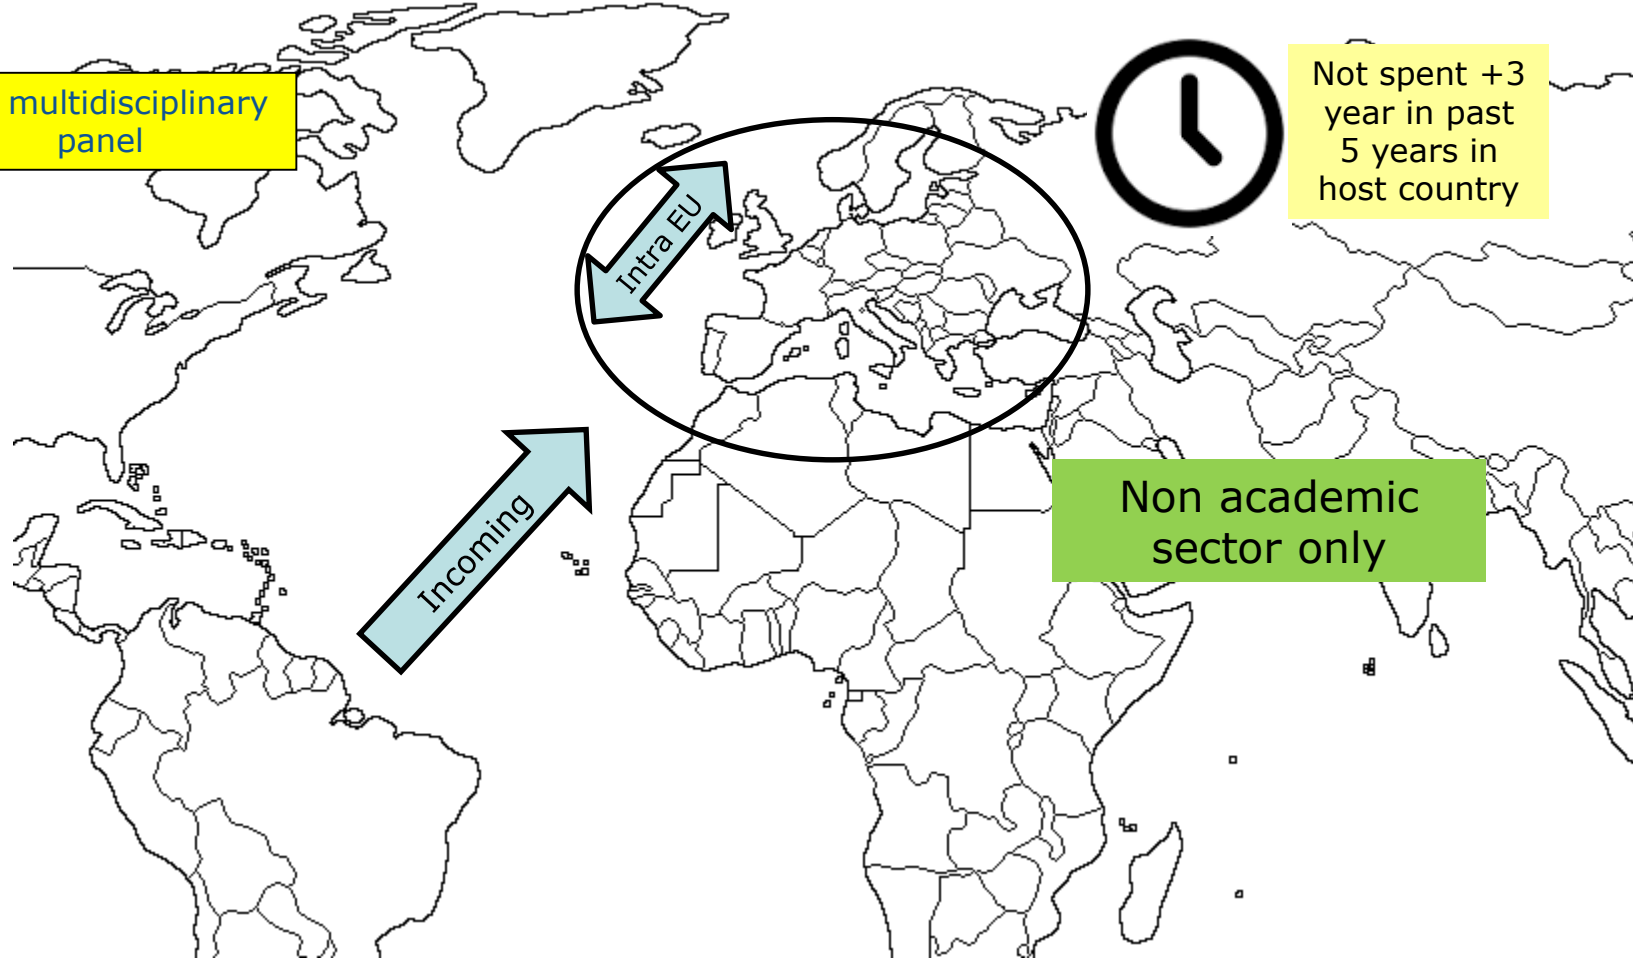 multidisciplinary
panel
Not spent +3
year in past
5 years in
host country
Intra EU
Incoming
Non academic
sector only